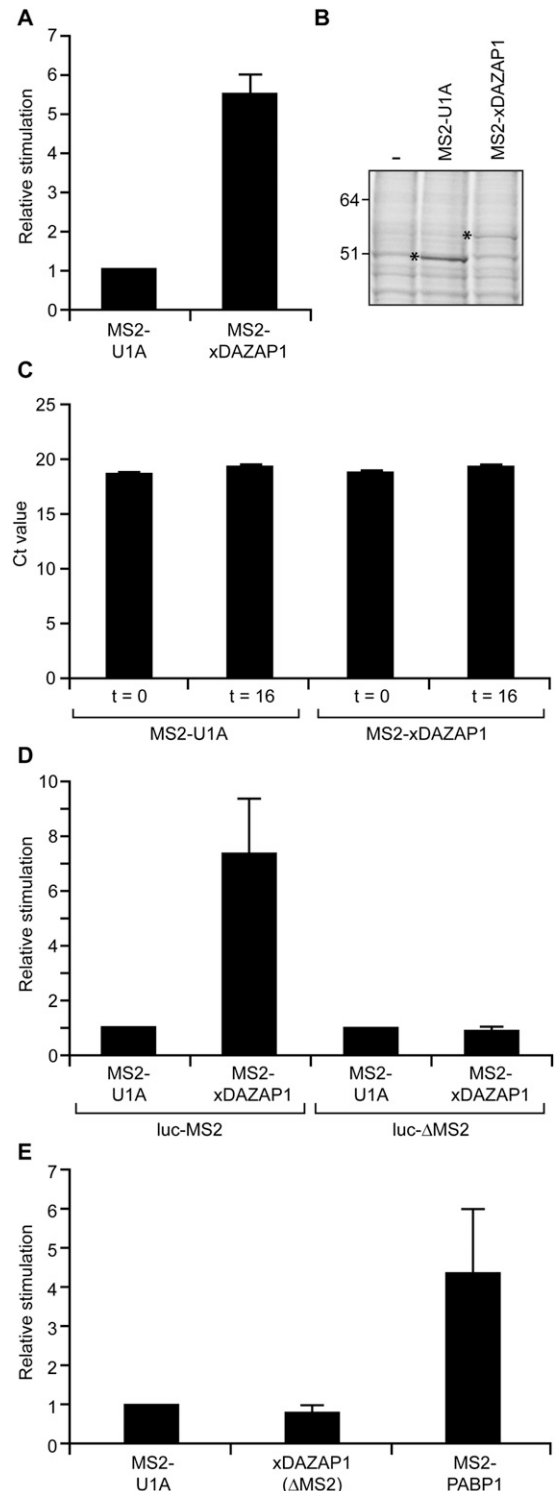 A
Relative stimulation
7
6
5
4
3
2
1
0
MS2-
U1A
MS2-
xDAZAP1
B
-
MS2-U1A
MS2-xDAZAP1
64
51
*
*
C
Ct value
25
20
15
10
5
0
t = 0
t = 16
t = 0
t = 16
MS2-U1A
MS2-xDAZAP1
D
Relative stimulation
10
8
6
4
2
0
MS2-
U1A
MS2-
xDAZAP1
MS2-
U1A
MS2-
xDAZAP1
luc-MS2
luc-ΔMS2
E
Relative stimulation
7
6
5
4
3
2
1
0
MS2-
U1A
xDAZAP1
(ΔMS2)
MS2-
PABP1